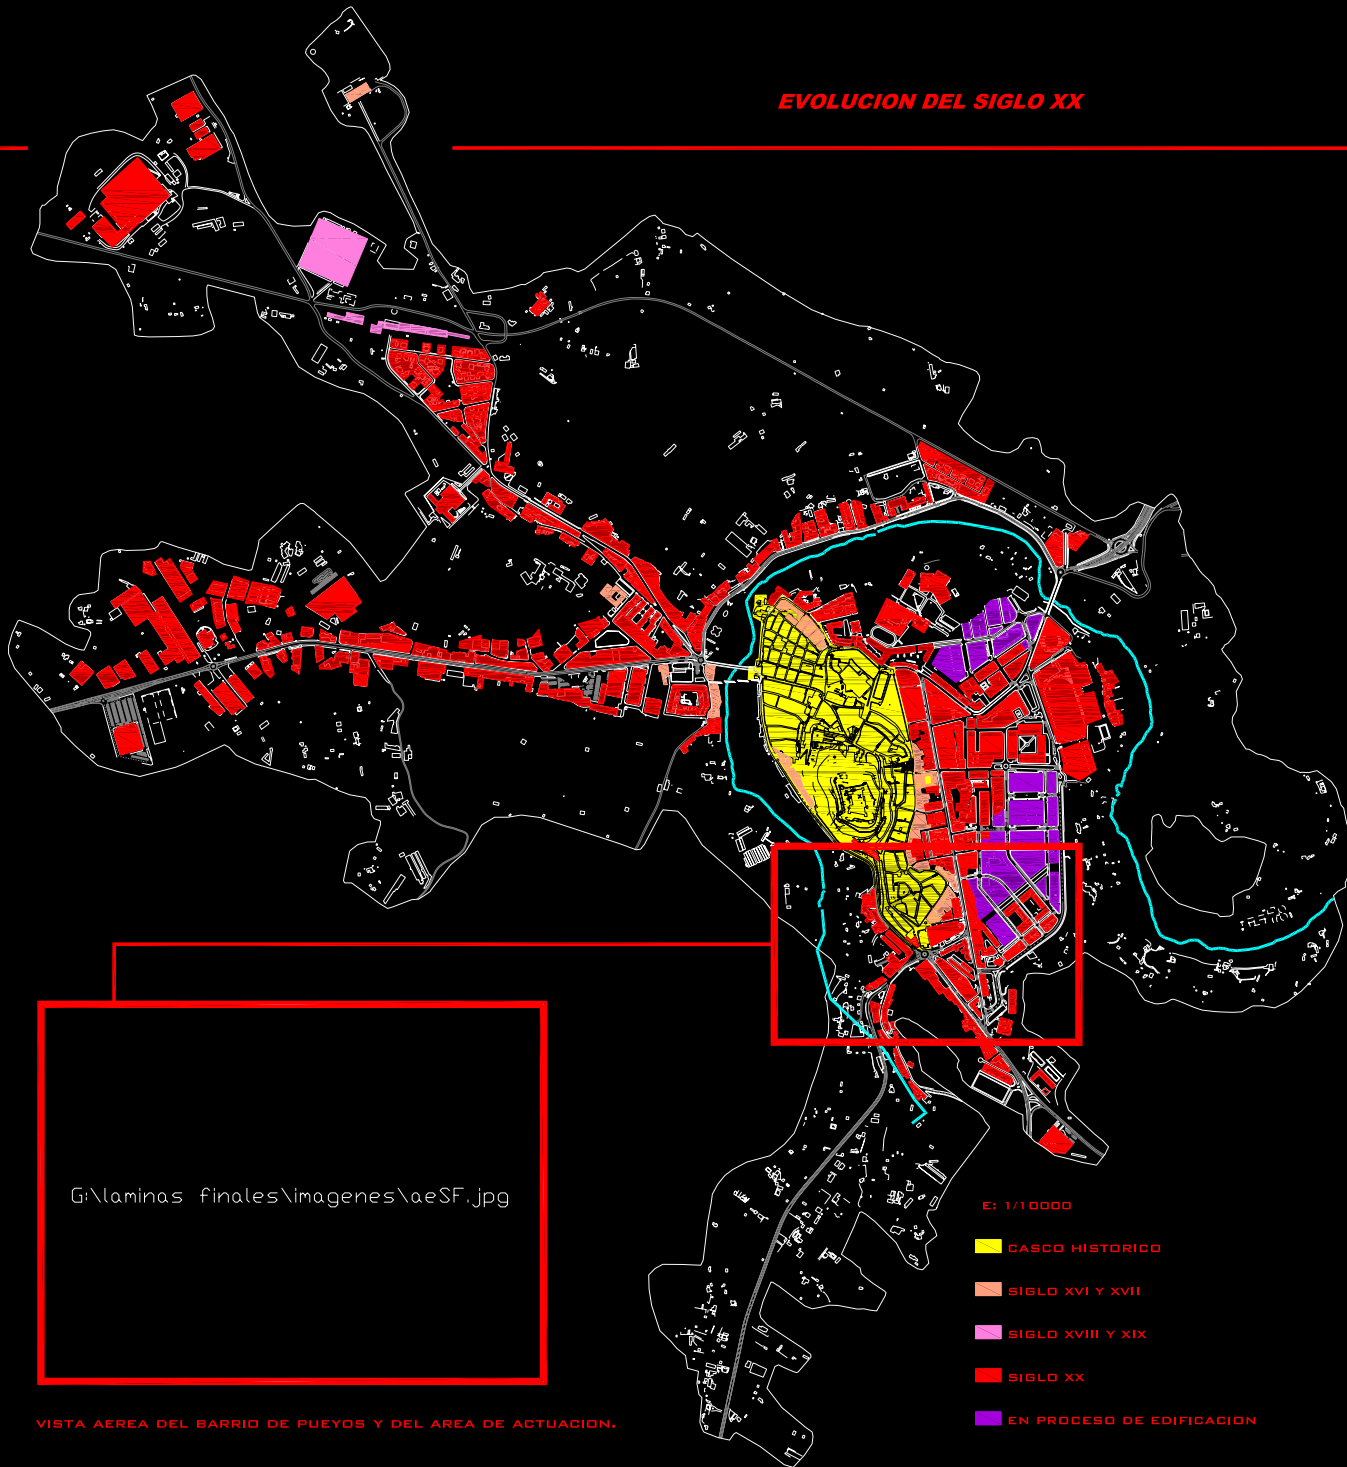 EVOLUCION DEL SIGLO XX
G:\laminas finales\imagenes\aeSF.jpg
VISTA AEREA DEL BARRIO DE PUEYOS Y DEL AREA DE ACTUACION.
E: 1/10000
CASCO HISTORICO
SIGLO XVI Y XVII
SIGLO XVIII Y XIX
SIGLO XX
EN PROCESO DE EDIFICACION